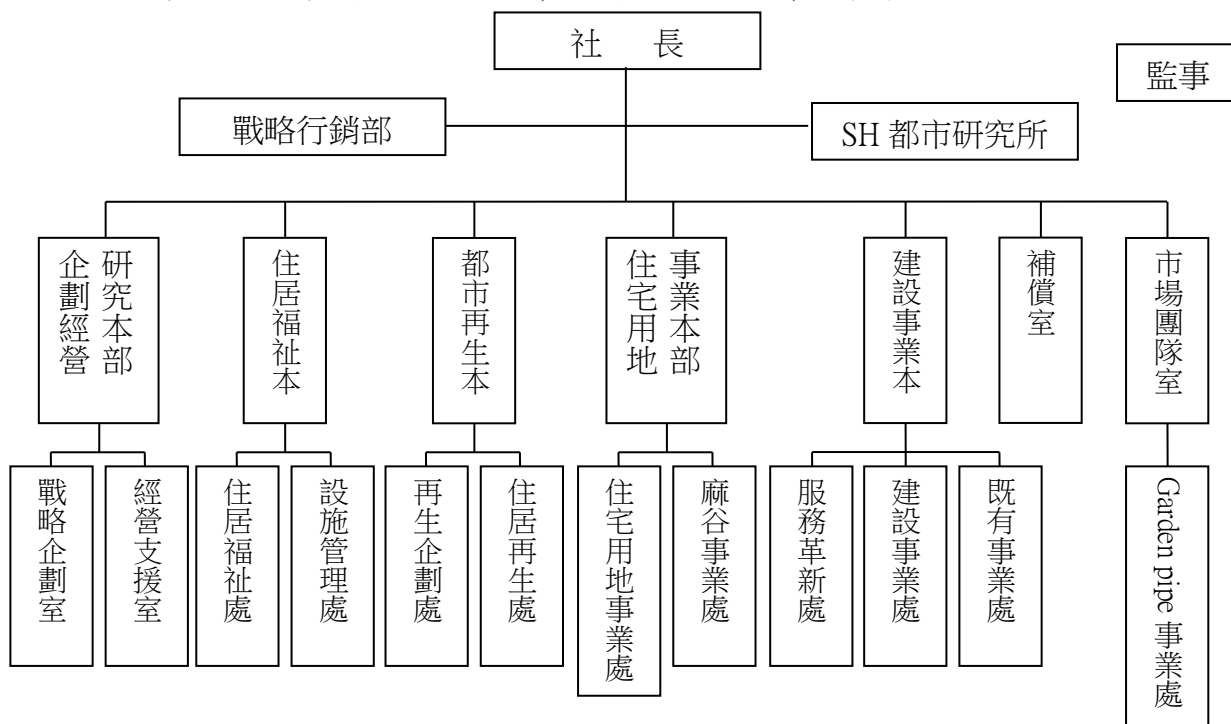 社 長
監事
戰略行銷部
SH 都市研究所
企劃經營
研究本部
住居福祉本
都市再生本
住宅用地
事業本部
建設事業本
補償室
市場團隊室
戰略企劃室
經營支援室
住居福祉處
設施管理處
再生企劃處
住居再生處
住宅用地事業處
麻谷事業處
服務革新處
建設事業處
既有事業處
Garden pipe 事業處